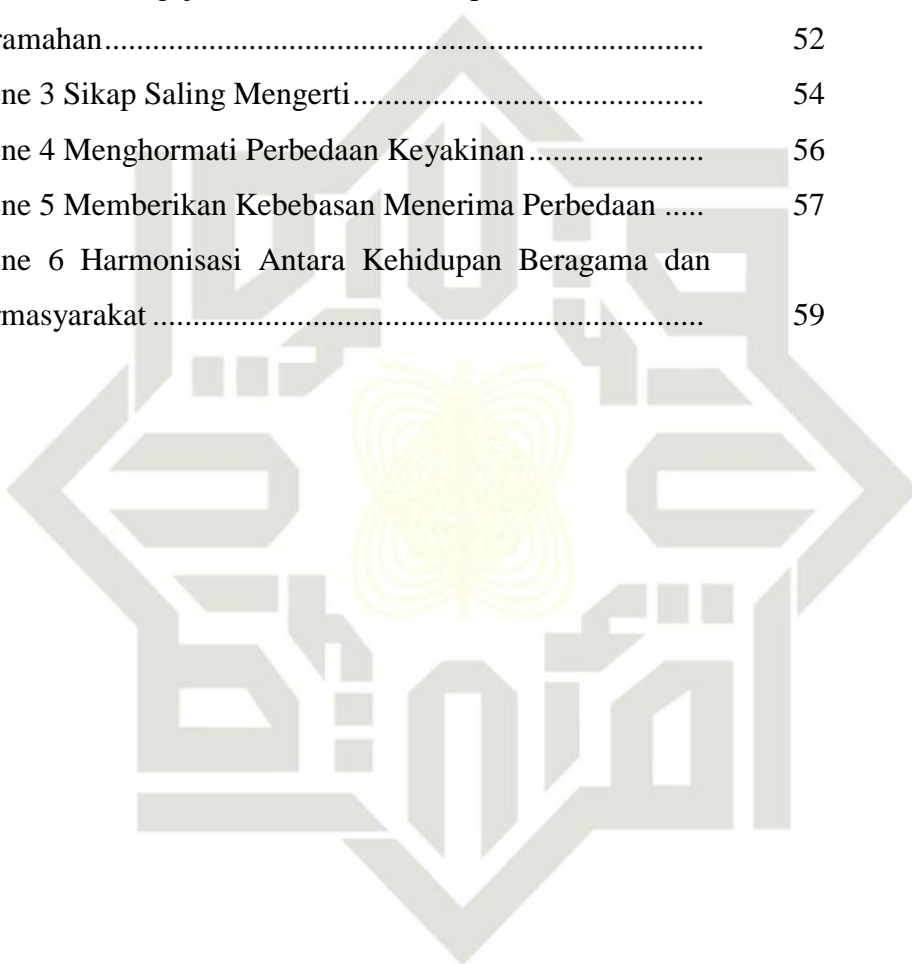 ramahan.......................................................................... 52
ne 3 Sikap Saling Mengerti............................................ 54
ne 4 Menghormati Perbedaan Keyakinan...................... 56
ne 5 Memberikan Kebebasan Menerima Perbedaan ..... 57
ne 6 Harmonisasi Antara Kehidupan Beragama dan
rmasyarakat ..................................................................... 59